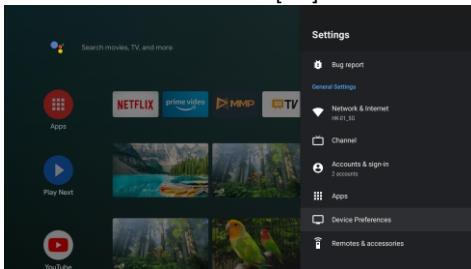 Settings
Search movies, TV, and more
Bug report
General Settings
NETFLIX
prime video
MMP
TV
Network & Internet
HK-01_5G
Apps
Channel
Accounts & sign-in
2 accounts
Apps
Play Next
Device Preferences
Remotes & accessories
YouTube